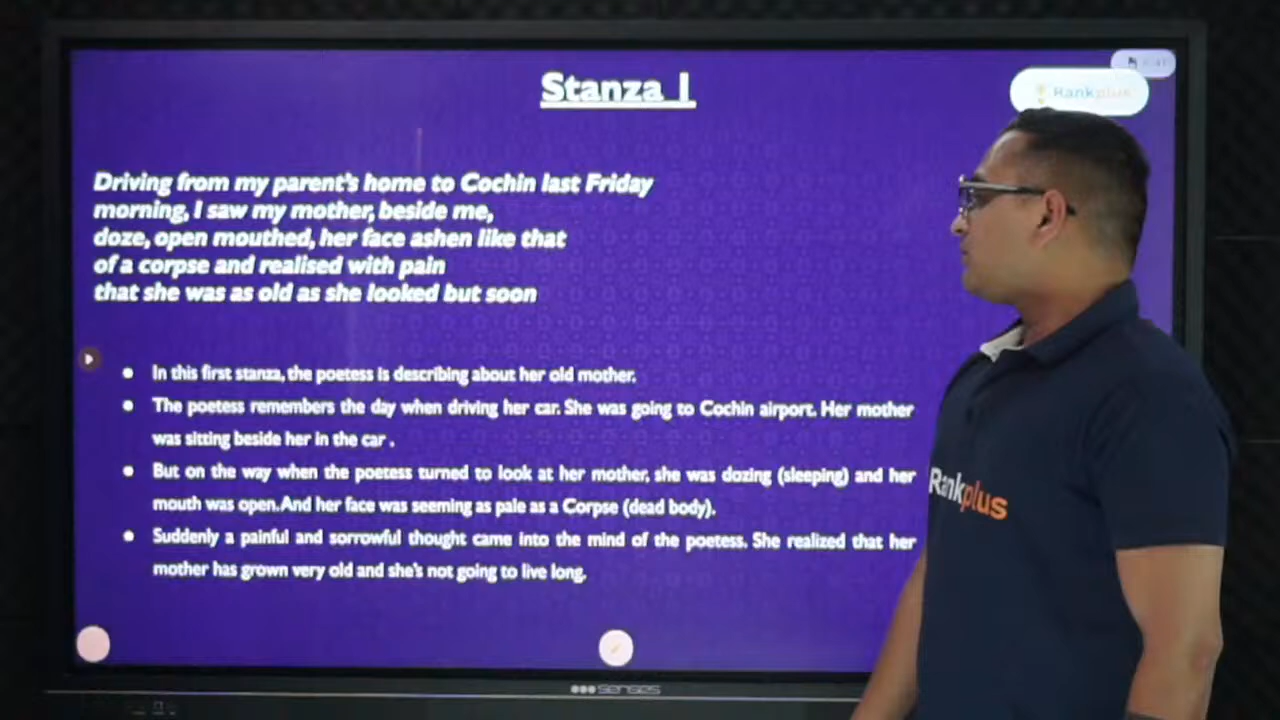 Stanza 1
Rankplus
Driving from my parent's home to Cochin last Friday
morning, I saw my mother, beside me,
doze, open mouthed, her face ashen like that
of a corpse and realised with pain
that she was as old as she looked but soon
• In this first stanza, the poetess is describing about her old mother.
• The poetess remembers the day when driving her car. She was going to Cochin airport. Her mother
was sitting beside her in the car .
• But on the way when the poetess turned to look at her mother, she was dozing (sleeping) and her
mouth was open. And her face was seeming as pale as a Corpse (dead body).
• Suddenly a painful and sorrowful thought came into the mind of the poetess. She realized that her
mother has grown very old and she's not going to live long.
Rankplus
senses